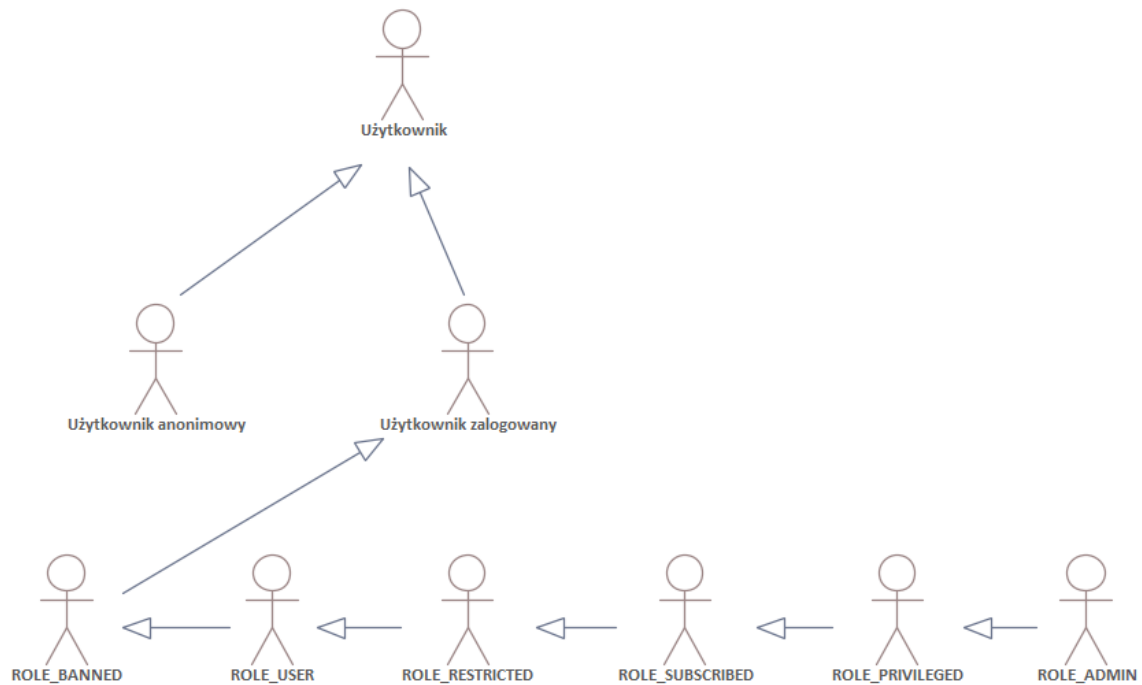 Użytkownik
Użytkownik anonimowy
Użytkownik zalogowany
ROLE_BANNED
ROLE_USER
ROLE_RESTRICTED
ROLE_SUBSCRIBED
ROLE_PRIVILEGED
ROLE_ADMIN